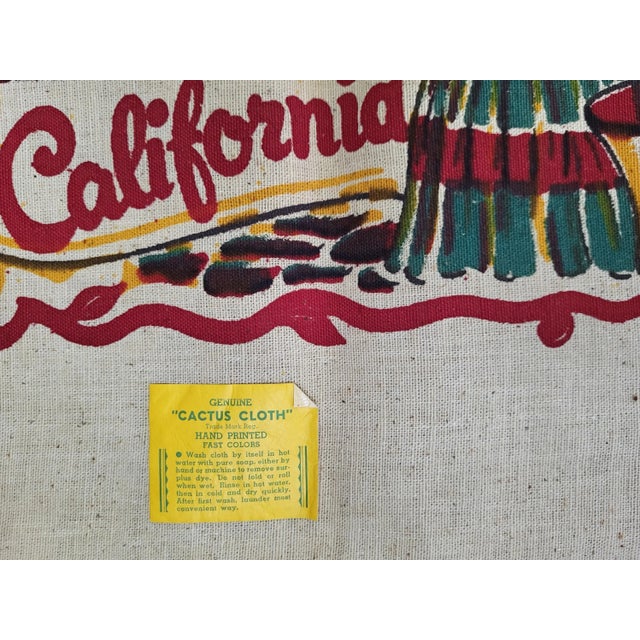 California
GENUINE
"CACTUS CLOTH"
Trade Mark Reg.
HAND PRINTED
FAST COLORS
Wash cloth by itself in hot
water with pure soap; either by
hand or machine to remove sur-
plus dye. Do not fold or roll
when wet. Rinse in hot water,
then in cold and dry quickly.
After first wash, launder most
convenient way.